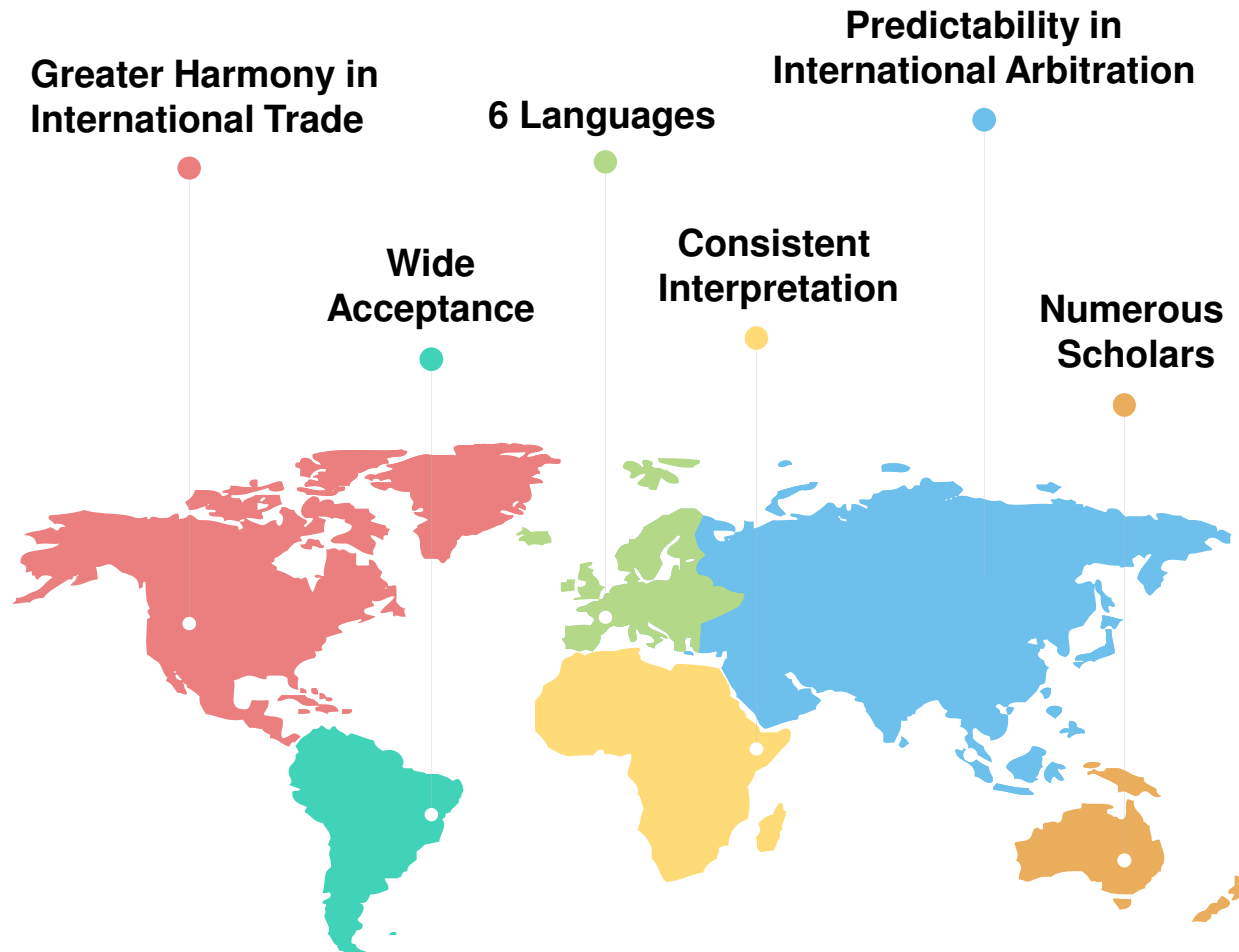 Greater Harmony in
International Trade
6 Languages
Predictability in
International Arbitration
Wide
Acceptance
Consistent
Interpretation
Numerous
Scholars